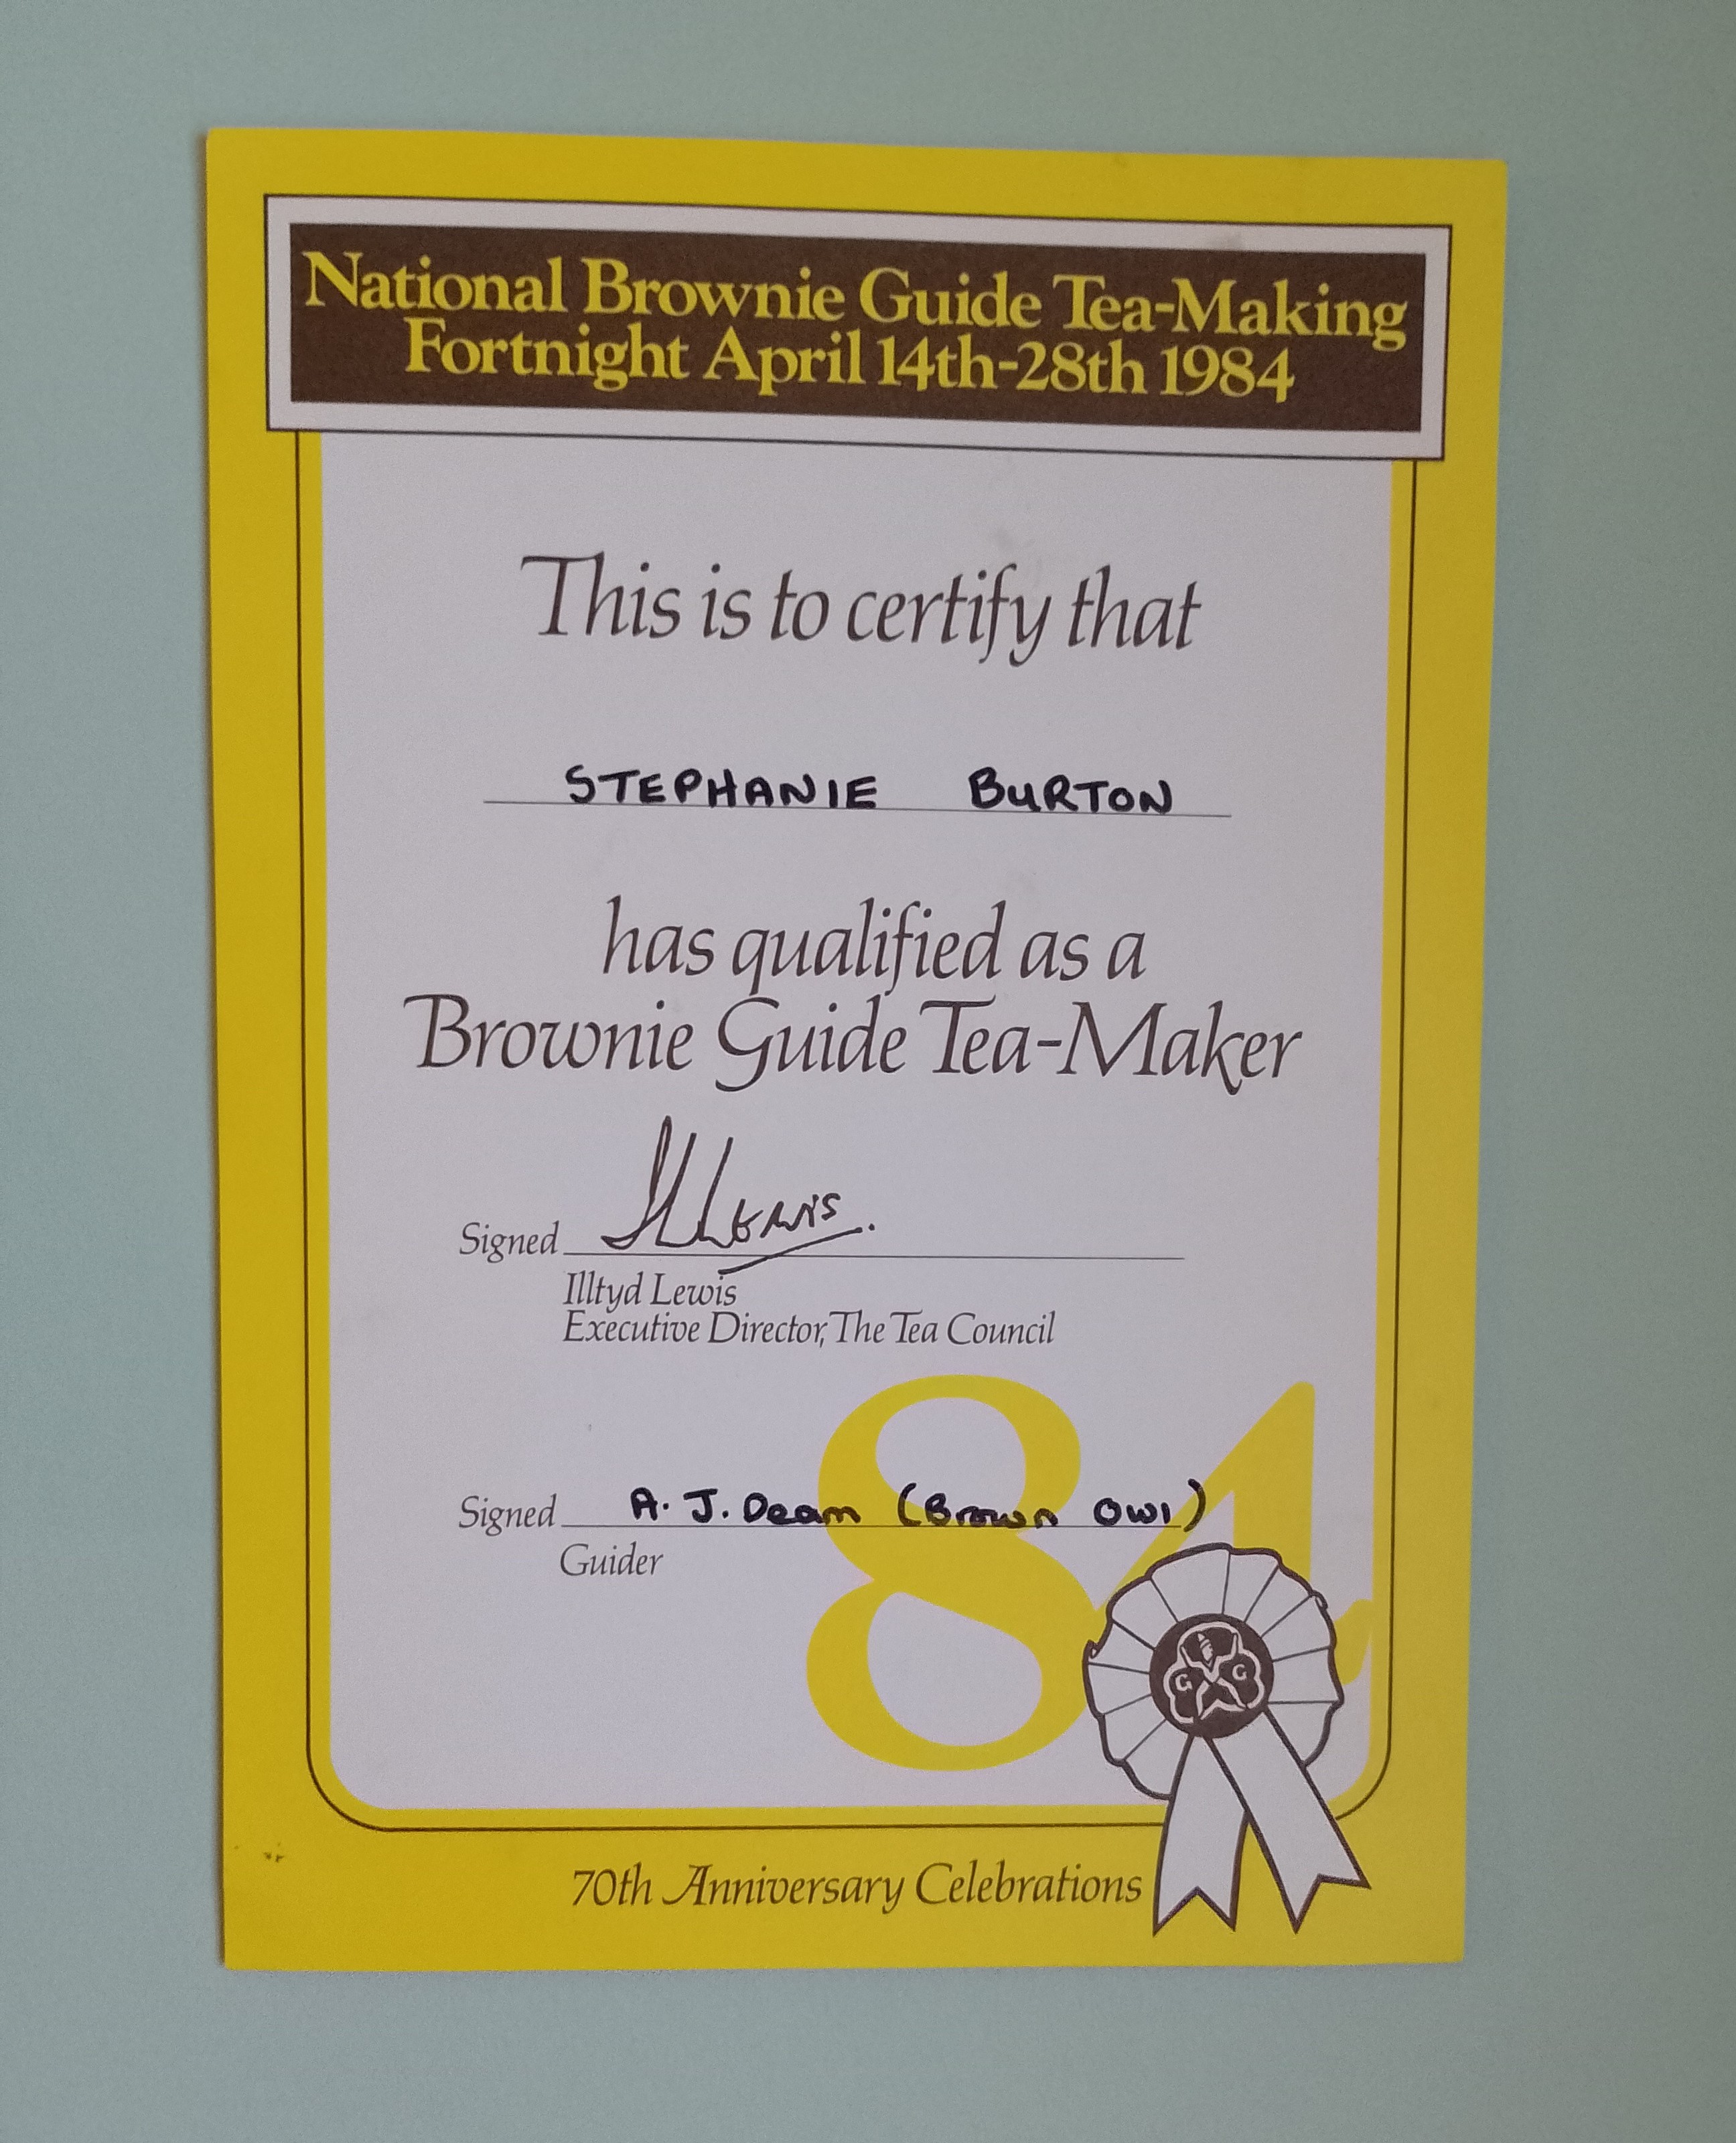 National Brownie Guide Tea-Making
Fortnight April 14th-28th 1984
This is to certify that
STEPHANIE BURTON
has qualified as a
Brownie Guide Tea-Maker
Signed I Lewis.
Illtyd Lewis
Executive Director, The Tea Council
84
Signed A. J. Deam (Brown Owl)
Guider
G G
70th Anniversary Celebrations